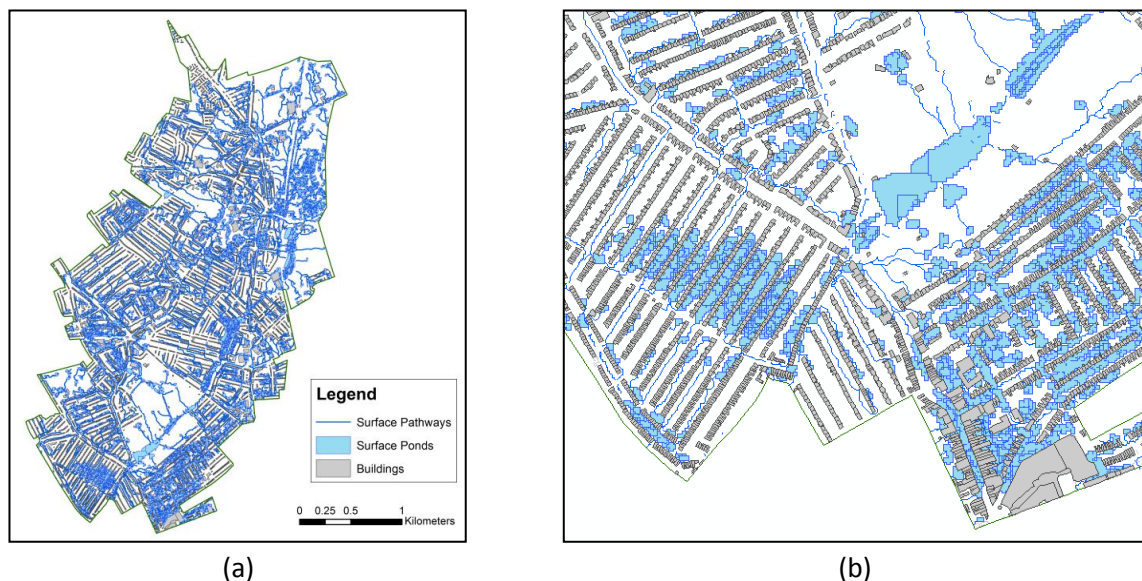 Legend
Surface Pathways
Surface Ponds
Buildings
0 0.25 0.5 1
Kilometers
(a)
(b)